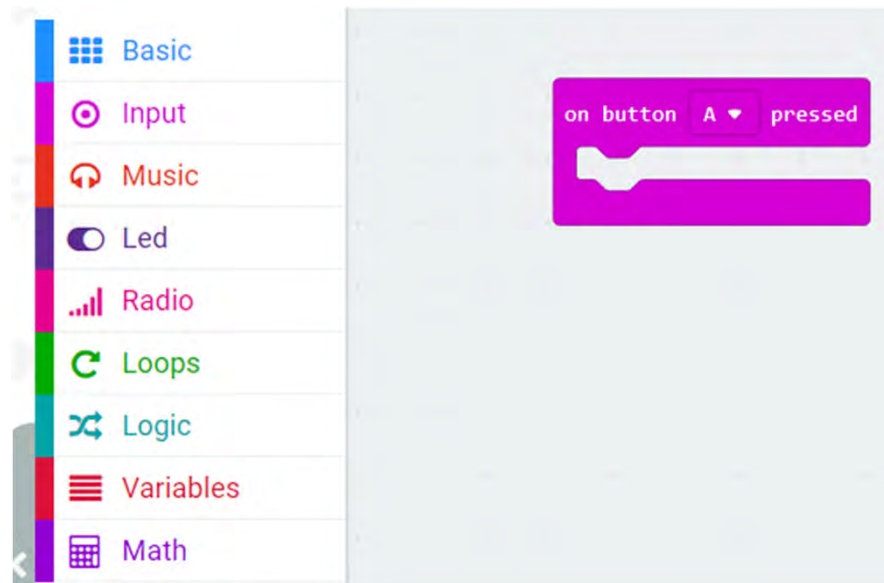 Basic
Input
Music
Led
Radio
Loops
Logic
Variables
Math
on button A pressed